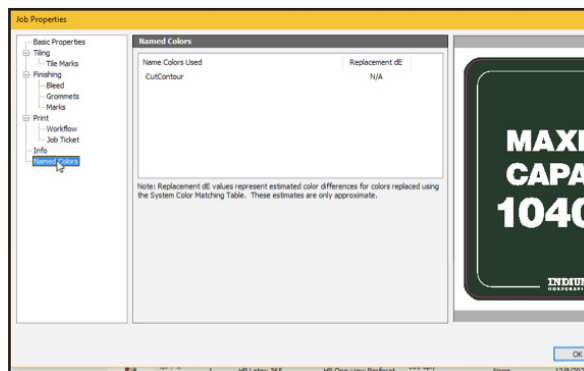 Job Properties
Basic Properties
Tiling
Tile Marks
Finishing
Bleed
Grommets
Marks
Print
Workflow
Job Ticket
Info
Named Colors
Named Colors
Name Colors Used
Replacement dE
CutContour
N/A
Note: Replacement dE values represent estimated color differences for colors replaced using
the System Color Matching Table. These estimates are only approximate.
CAPA
1040
INDIUM
OK
HP Latex 365
None